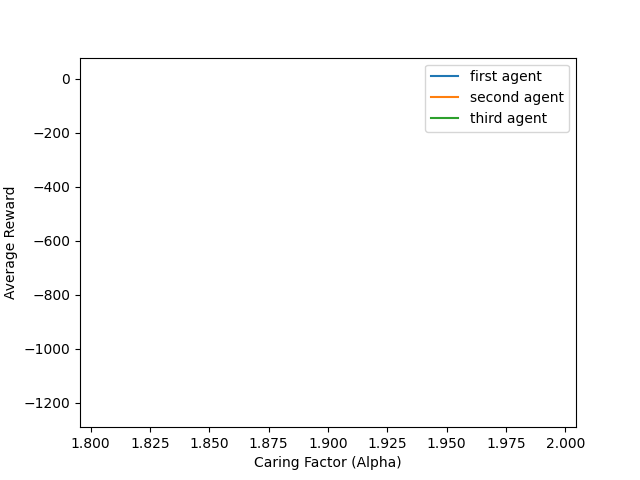 first agent
second agent
third agent
0
−200
−400
−600
−800
−1000
−1200
Average Reward
1.800 1.825 1.850 1.875 1.900 1.925 1.950 1.975 2.000
Caring Factor (Alpha)